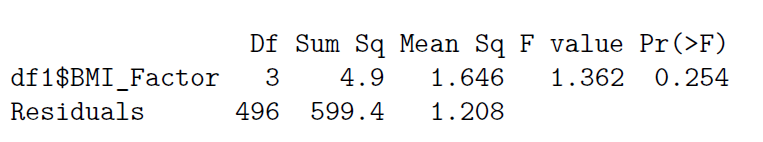 Df Sum Sq Mean Sq F value Pr(>F)
df1$BMI_Factor 3 4.9 1.646 1.362 0.254
Residuals 496 599.4 1.208